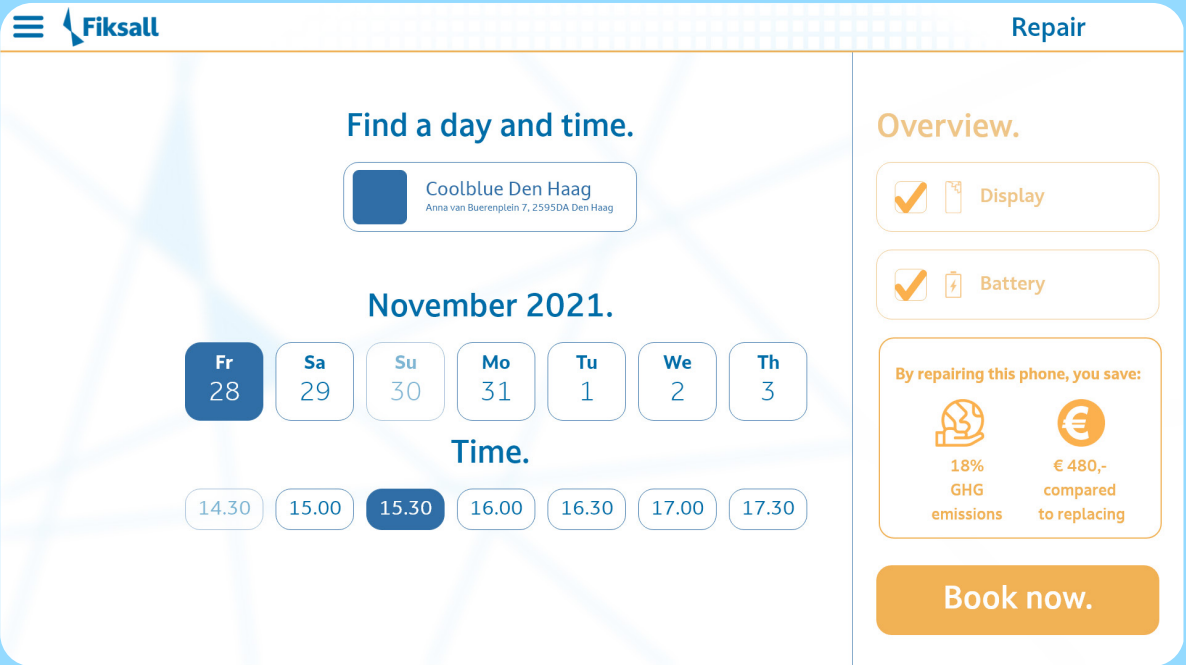 Fiksall
Repair
Find a day and time.
Coolblue Den Haag
Anna van Buerenplein 7, 2595DA Den Haag
November 2021.
Fr Sa Su Mo Tu We Th
28 29 30 31 1 2 3
Time.
14.30 15.00 15.30 16.00 16.30 17.00 17.30
Overview.
Display
Battery
By repairing this phone, you save:
18%
GHG
emissions
€ 480,-
compared
to replacing
Book now.